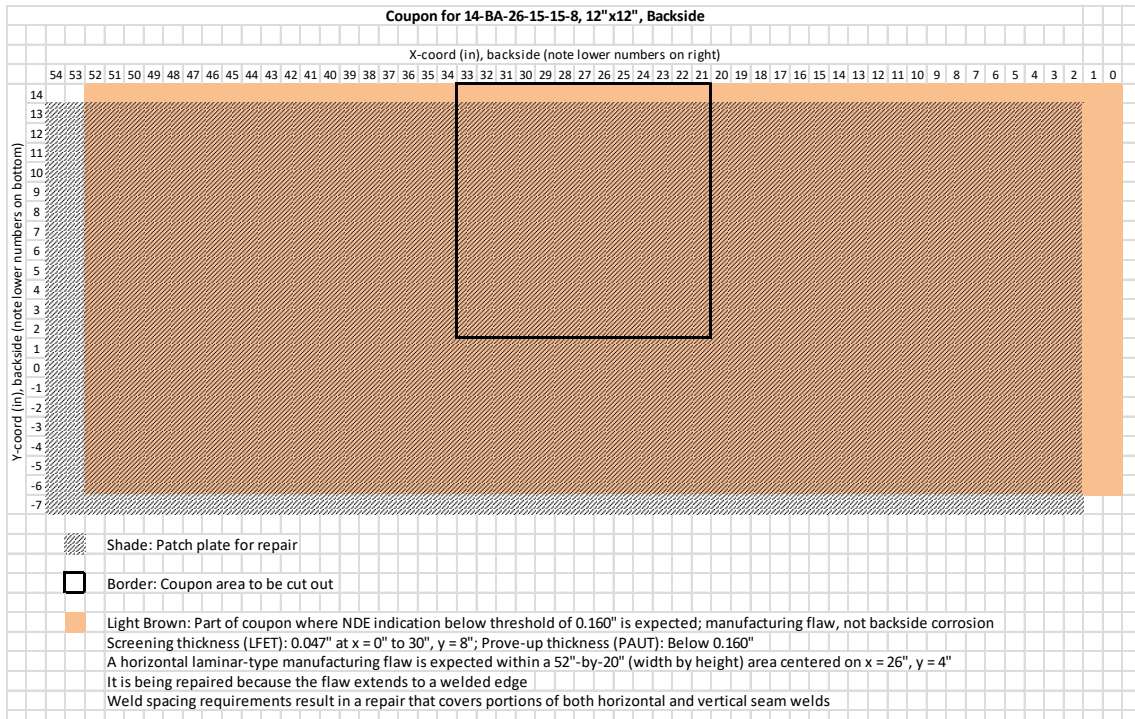 Coupon for 14-BA-26-15-15-8, 12"x12", Backside
X-coord (in), backside (note lower numbers on right)
54 53 52 51 50 49 48 47 46 45 44 43 42 41 40 39 38 37 36 35 34 33 32 31 30 29 28 27 26 25 24 23 22 21 20 19 18 17 16 15 14 13 12 11 10 9 8 7 6 5 4 3 2 1 0
Y-coord (in), backside (note lower numbers on bottom)
14
13
12
11
10
9
8
7
6
5
4
3
2
1
0
-1
-2
-3
-4
-5
-6
-7
Shade: Patch plate for repair
Border: Coupon area to be cut out
Light Brown: Part of coupon where NDE indication below threshold of 0.160" is expected; manufacturing flaw, not backside corrosion
Screening thickness (LFET): 0.047" at x = 0" to 30", y = 8"; Prove-up thickness (PAUT): Below 0.160"
A horizontal laminar-type manufacturing flaw is expected within a 52"-by-20" (width by height) area centered on x = 26", y = 4"
It is being repaired because the flaw extends to a welded edge
Weld spacing requirements result in a repair that covers portions of both horizontal and vertical seam welds